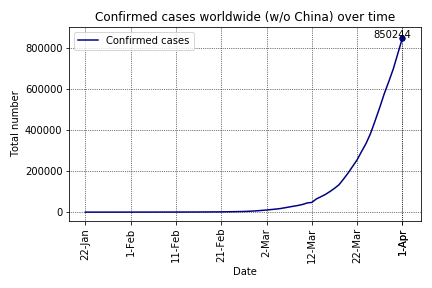 Confirmed cases worldwide (w/o China) over time
850244
Confirmed cases
800000
600000
400000
200000
0
Total number
22-Jan
1-Feb
11-Feb
21-Feb
2-Mar
12-Mar
22-Mar
1-Apr
Date